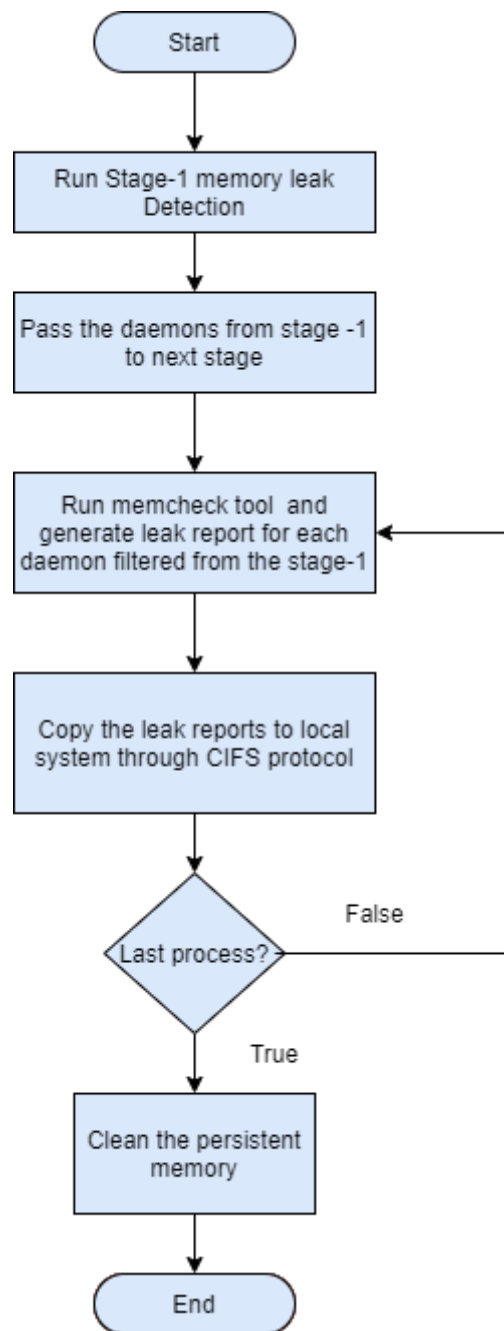 Start
Run Stage-1 memory leak
Detection
Pass the daemons from stage -1
to next stage
Run memcheck tool  and
generate leak report for each
daemon filtered from the stage-1
Copy the leak reports to local
system through CIFS protocol
Last process?
False
True
Clean the persistent
memory
End